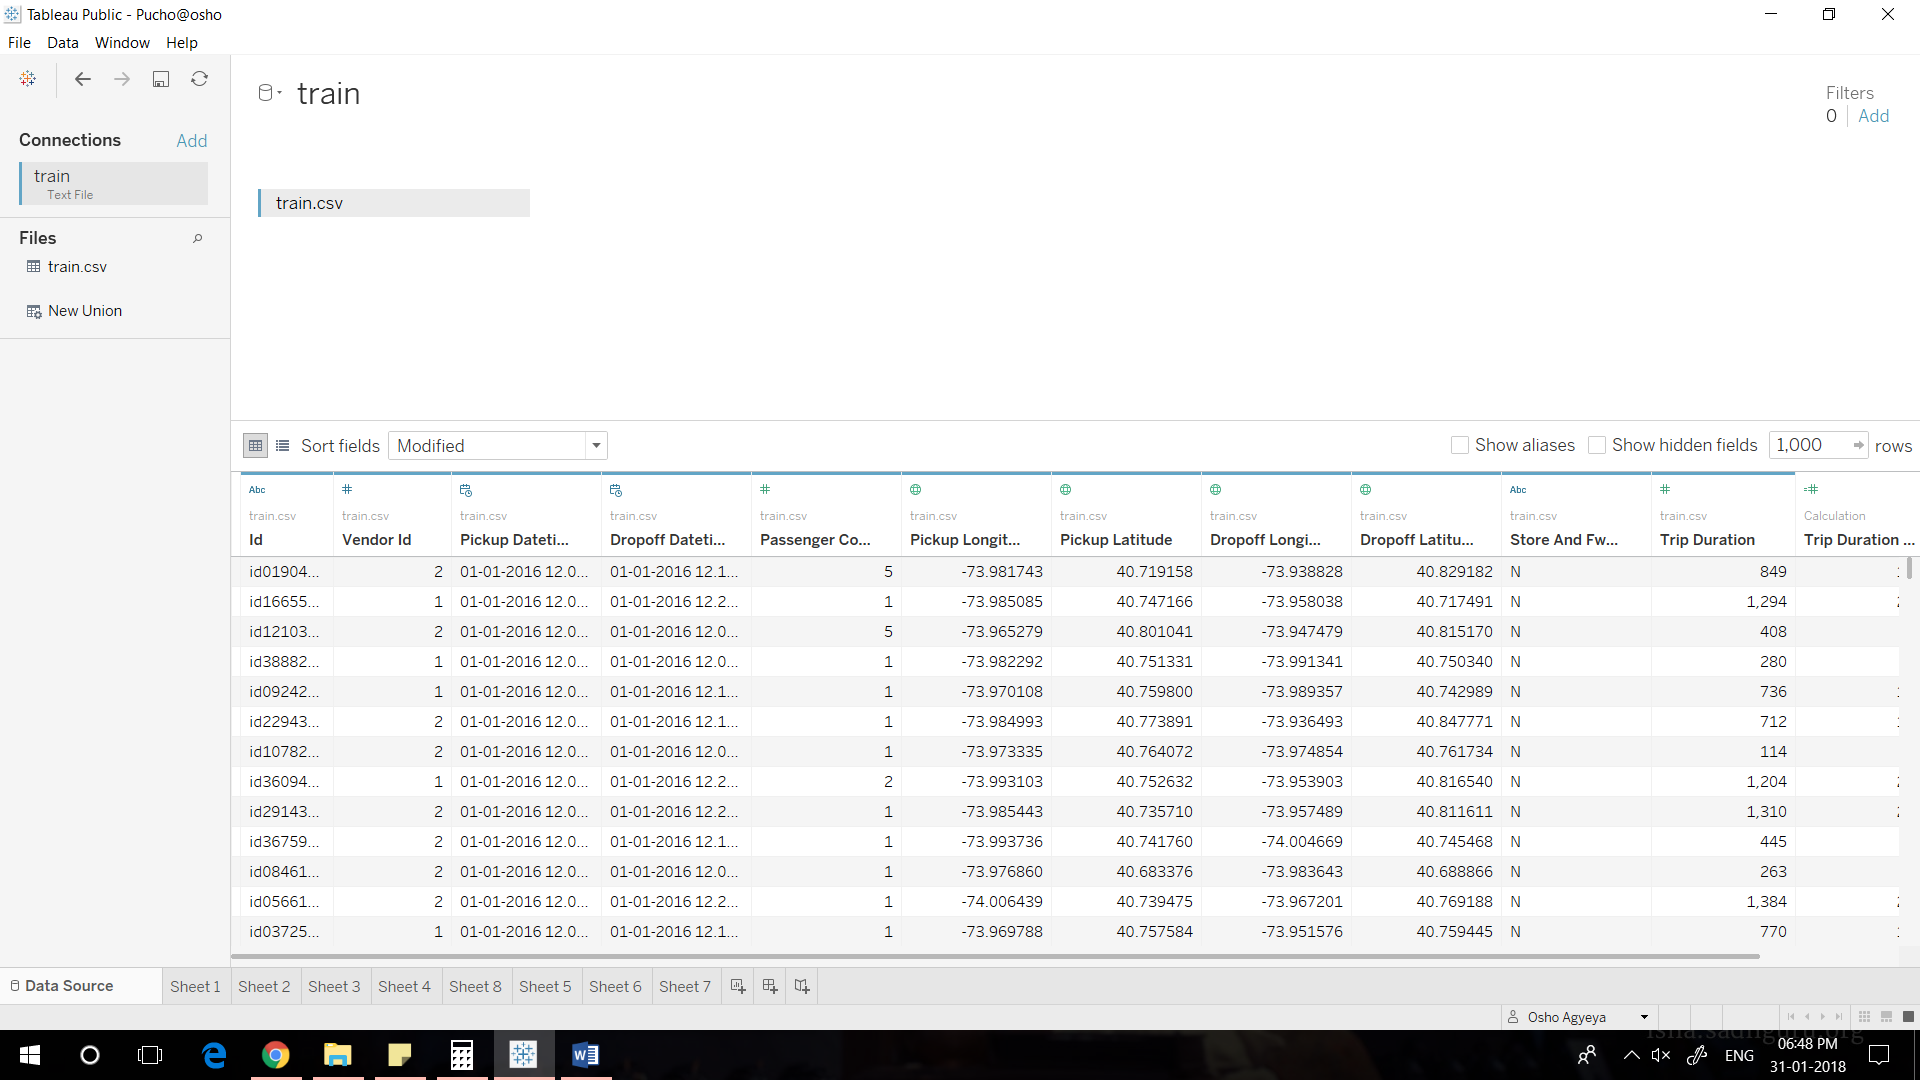 Tableau Public - Pucho@osho
File Data Window Help
Connections Add
train
Text File
Files
train.csv
New Union
train
Filters
0 Add
train.csv
Sort fields Modified Show aliases Show hidden fields 1,000 rows
Abc # # Abc # =#
train.csv train.csv train.csv train.csv train.csv train.csv train.csv train.csv train.csv train.csv train.csv Calculation
Id Vendor Id Pickup Dateti... Dropoff Dateti... Passenger Co... Pickup Longit... Pickup Latitude Dropoff Longi... Dropoff Latitu... Store And Fw... Trip Duration Trip Duration ...
id01904... 2 01-01-2016 12.0... 01-01-2016 12.1... 5 -73.981743 40.719158 -73.938828 40.829182 N 849
id16655... 1 01-01-2016 12.0... 01-01-2016 12.2... 1 -73.985085 40.747166 -73.958038 40.717491 N 1,294
id12103... 2 01-01-2016 12.0... 01-01-2016 12.0... 5 -73.965279 40.801041 -73.947479 40.815170 N 408
id38882... 1 01-01-2016 12.0... 01-01-2016 12.0... 1 -73.982292 40.751331 -73.991341 40.750340 N 280
id09242... 1 01-01-2016 12.0... 01-01-2016 12.1... 1 -73.970108 40.759800 -73.989357 40.742989 N 736
id22943... 2 01-01-2016 12.0... 01-01-2016 12.1... 1 -73.984993 40.773891 -73.936493 40.847771 N 712
id10782... 2 01-01-2016 12.0... 01-01-2016 12.0... 1 -73.973335 40.764072 -73.974854 40.761734 N 114
id36094... 1 01-01-2016 12.0... 01-01-2016 12.2... 2 -73.993103 40.752632 -73.953903 40.816540 N 1,204
id29143... 2 01-01-2016 12.0... 01-01-2016 12.2... 1 -73.985443 40.735710 -73.957489 40.811611 N 1,310
id36759... 2 01-01-2016 12.0... 01-01-2016 12.1... 1 -73.993736 40.741760 -74.004669 40.745468 N 445
id08461... 2 01-01-2016 12.0... 01-01-2016 12.0... 1 -73.976860 40.683376 -73.983643 40.688866 N 263
id05661... 2 01-01-2016 12.0... 01-01-2016 12.2... 1 -74.006439 40.739475 -73.967201 40.769188 N 1,384
id03725... 1 01-01-2016 12.0... 01-01-2016 12.1... 1 -73.969788 40.757584 -73.951576 40.759445 N 770
Data Source Sheet 1 Sheet 2 Sheet 3 Sheet 4 Sheet 8 Sheet 5 Sheet 6 Sheet 7
Osho Agyeya
ENG 06:48 PM
31-01-2018